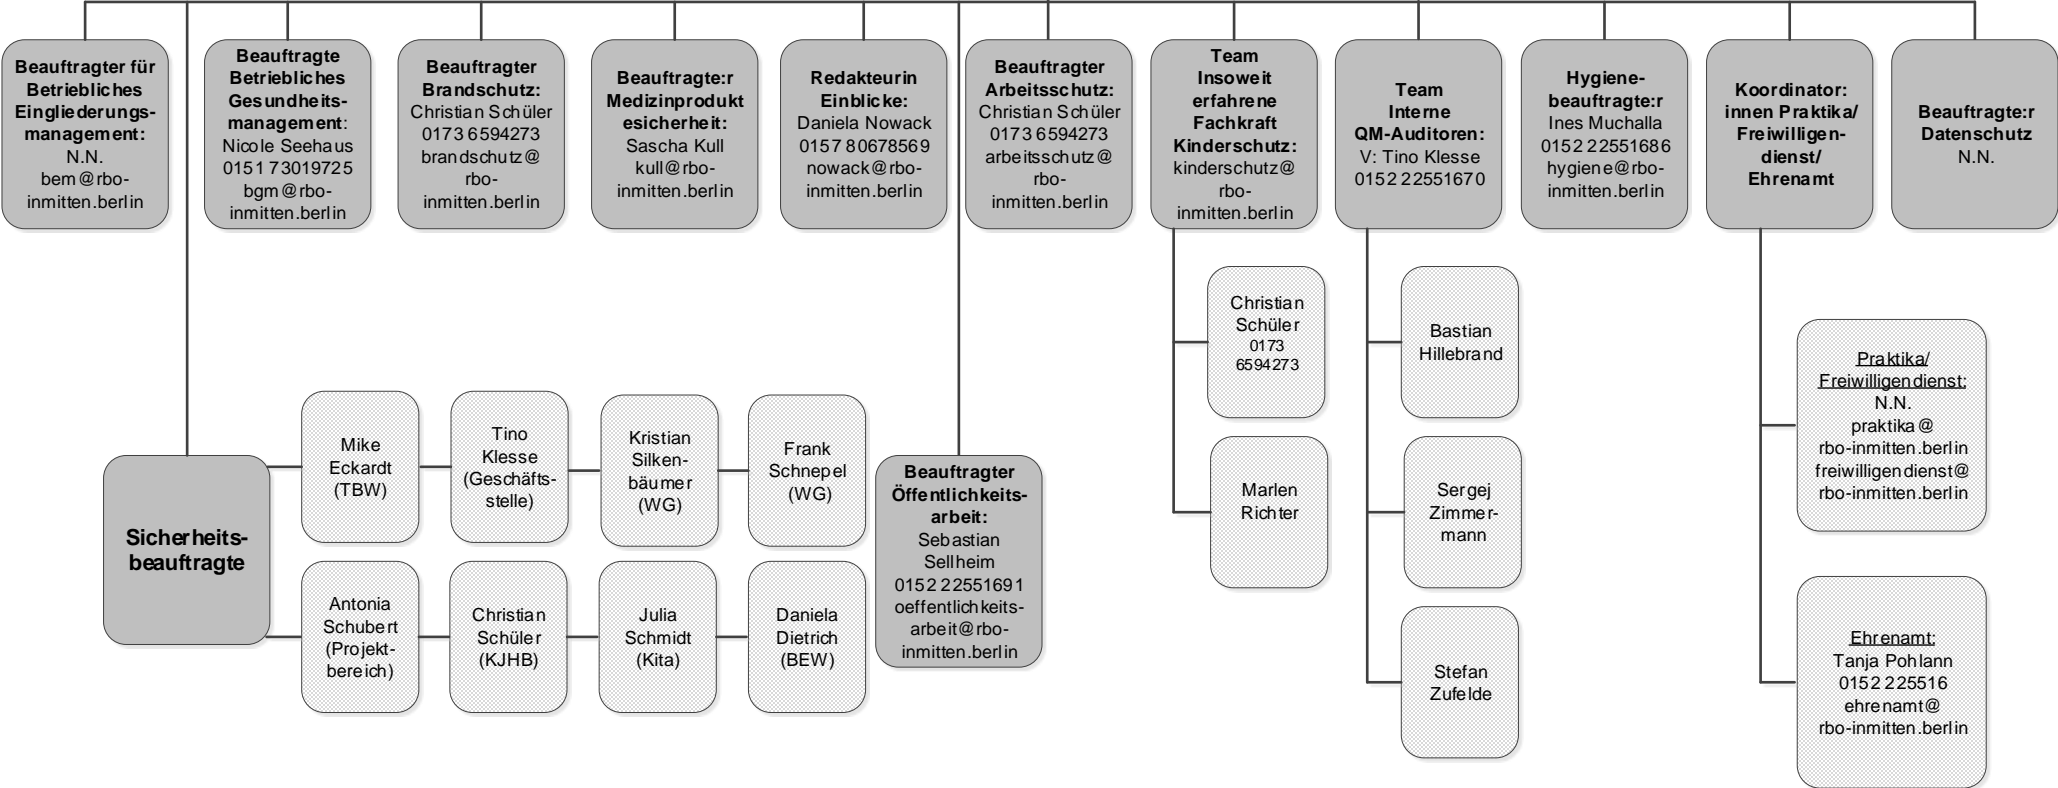 Beauftragter für
Betriebliches
Eingliederungs-
management:
N.N.
bem@rbo-
inmitten.berlin
Beauftragte
Betriebliches
Gesundheits-
management:
Nicole Seehaus
0151 73019725
bgm@rbo-
inmitten.berlin
Beauftragter
Brandschutz:
Christian Schüler
0173 6594273
brandschutz@
rbo-
inmitten.berlin
Beauftragte:r
Medizinprodukt
esicherheit:
Sascha Kull
kull@rbo-
inmitten.berlin
Redakteurin
Einblicke:
Daniela Nowack
0157 80678569
nowack@rbo-
inmitten.berlin
Beauftragter
Arbeitsschutz:
Christian Schüler
0173 6594273
arbeitsschutz@
rbo-
inmitten.berlin
Team
Insoweit
erfahrene
Fachkraft
Kinderschutz:
kinderschutz@
rbo-
inmitten.berlin
Team
Interne
QM-Auditoren:
V: Tino Klesse
0152 22551670
Hygiene-
beauftragte:r
Ines Muchalla
0152 22551686
hygiene@rbo-
inmitten.berlin
Koordinator:
innen Praktika/
Freiwilligen-
dienst/
Ehrenamt
Beauftragte:r
Datenschutz
N.N.
Christian
Schüler
0173
6594273
Marlen
Richter
Bastian
Hillebrand
Sergej
Zimmer-
mann
Stefan
Zufelde
Praktika/
Freiwilligendienst:
N.N.
praktika@
rbo-inmitten.berlin
freiwilligendienst@
rbo-inmitten.berlin
Ehrenamt:
Tanja Pohlann
0152 225516
ehrenamt@
rbo-inmitten.berlin
Sicherheits-
beauftragte
Mike
Eckardt
(TBW)
Tino
Klesse
(Geschäfts-
stelle)
Kristian
Silken-
bäumer
(WG)
Frank
Schnepel
(WG)
Antonia
Schubert
(Projekt-
bereich)
Christian
Schüler
(KJHB)
Julia
Schmidt
(Kita)
Daniela
Dietrich
(BEW)
Beauftragter
Öffentlichkeits-
arbeit:
Sebastian
Sellheim
0152 22551691
oeffentlichkeits-
arbeit@rbo-
inmitten.berlin